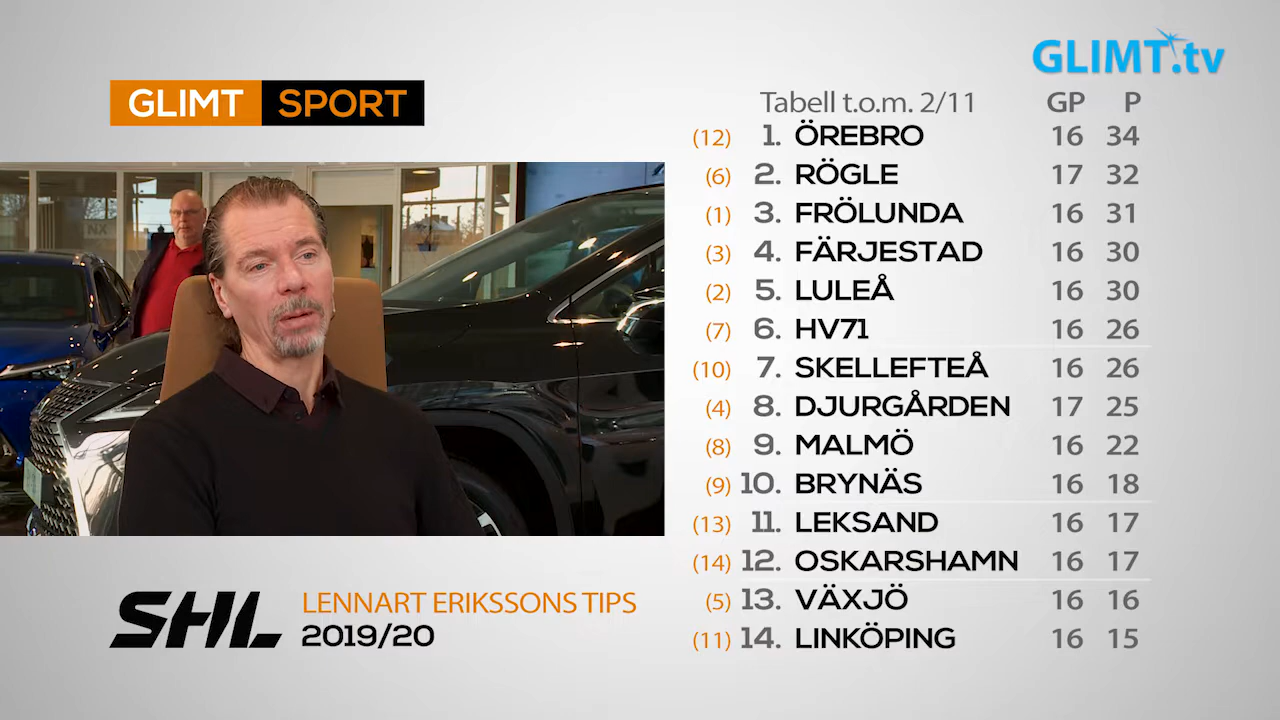 GLIMT.tv
GLIMT SPORT
Tabell t.o.m. 2/11 GP P
(12) 1. ÖREBRO 16 34
(6) 2. RÖGLE 17 32
(1) 3. FRÖLUNDA 16 31
(3) 4. FÄRJESTAD 16 30
(2) 5. LULEÅ 16 30
(7) 6. HV71 16 26
(10) 7. SKELLEFTEÅ 16 26
(4) 8. DJURGÅRDEN 17 25
(8) 9. MALMÖ 16 22
(9) 10. BRYNÄS 16 18
(13) 11. LEKSAND 16 17
(14) 12. OSKARSHAMN 16 17
(5) 13. VÄXJÖ 16 16
(11) 14. LINKÖPING 16 15
NX
SHL
LENNART ERIKSSONS TIPS
2019/20